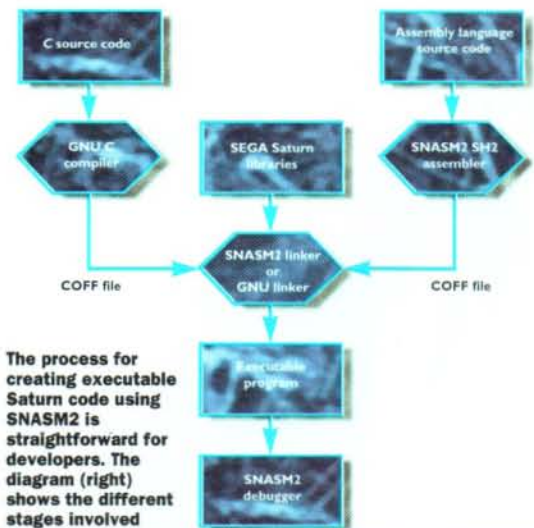 C source code
Assembly language
source code
GNU C
compiler
SEGA Saturn
libraries
SNASM2 SH2
assembler
SNASM2 linker
or
GNU linker
COFF file
COFF file
Executable
program
SNASM2
debugger
The process for
creating executable
Saturn code using
SNASM2 is
straightforward for
developers. The
diagram (right)
shows the different
stages involved